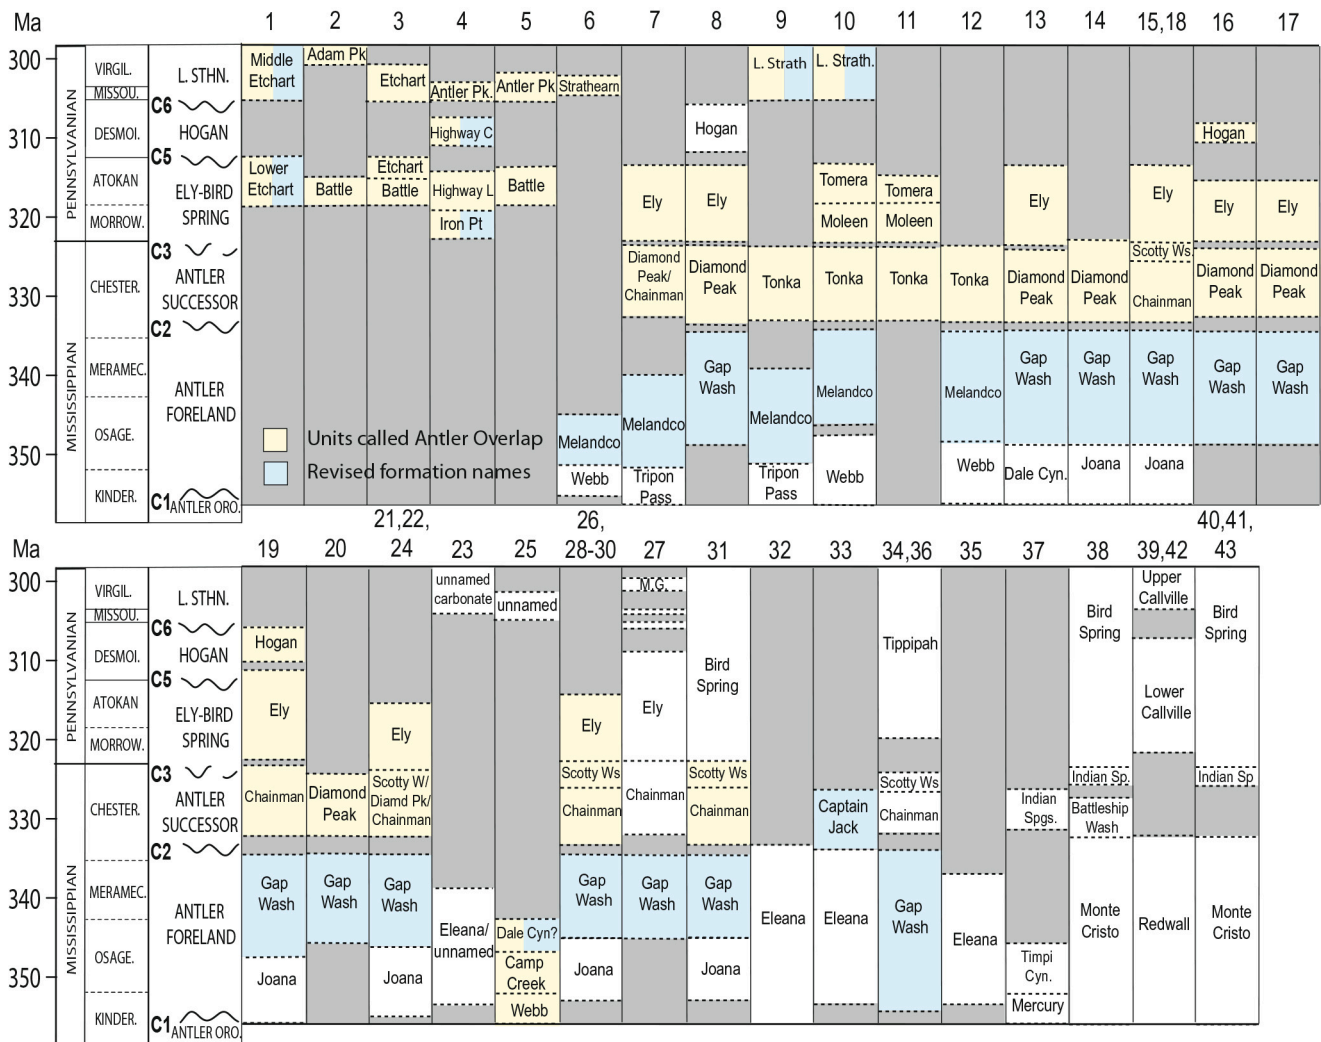 Ma 1 2 3 4 5 6 7 8 9 10 11 12 13 14 15,18 16 17
300
310
320
330
340
350
PENNSYLVANIAN
MISSISSIPPIAN
VIRGIL.
MISSOU.
DESMOI.
ATOKAN
MORROW.
CHESTER.
MERAMEC.
OSAGE.
KINDER.
L. STHN.
C6
HOGAN
C5
ELY-BIRD
SPRING
C3
ANTLER
SUCCESSOR
C2
ANTLER
FORELAND
C1 ANTLER ORO.
Middle
Etchart
Lower
Etchart
Adam Pk
Battle
Etchart
Etchart
Battle
Antler Pk.
Highway C
Highway L
Iron Pt
Antler Pk
Battle
Strathearn
Melandco
Webb
Ely
Diamond
Peak/
Chainman
Melandco
Tripon
Pass
Hogan
Ely
Diamond
Peak
Gap
Wash
L. Strath
Tonka
Melandco
Tripon
Pass
L. Strath.
Tomera
Moleen
Tonka
Melandco
Webb
Tomera
Moleen
Tonka
Tonka
Melandco
Webb
Ely
Diamond
Peak
Gap
Wash
Dale Cyn.
Diamond
Peak
Gap
Wash
Joana
Ely
Scotty Ws.
Chainman
Gap
Wash
Joana
Hogan
Ely
Diamond
Peak
Gap
Wash
Ely
Diamond
Peak
Gap
Wash
Units called Antler Overlap
Revised formation names
21,22, 26, 40,41,
Ma 19 20 24 23 25 28-30 27 31 32 33 34,36 35 37 38 39,42 43
300
310
320
330
340
350
PENNSYLVANIAN
MISSISSIPPIAN
VIRGIL.
MISSOU.
DESMOI.
ATOKAN
MORROW.
CHESTER.
MERAMEC.
OSAGE.
KINDER.
L. STHN.
C6
HOGAN
C5
ELY-BIRD
SPRING
C3
ANTLER
SUCCESSOR
C2
ANTLER
FORELAND
C1 ANTLER ORO.
Hogan
Ely
Chainman
Gap
Wash
Joana
Diamond
Peak
Gap
Wash
Ely
Scotty W/
Diamd Pk/
Chainman
Gap
Wash
Joana
unnamed
carbonate
Eleana/
unnamed
unnamed
Dale Cyn?
Camp
Creek
Webb
Ely
Scotty Ws
Chainman
Gap
Wash
Joana
M.G.
Ely
Chainman
Gap
Wash
Bird
Spring
Scotty Ws
Chainman
Gap
Wash
Joana
Eleana
Captain
Jack
Eleana
Tippipah
Scotty Ws
Chainman
Gap
Wash
Eleana
Indian
Spgs.
Timpi
Cyn.
Mercury
Bird
Spring
Indian Sp.
Battleship
Wash
Monte
Cristo
Upper
Callville
Lower
Callville
Redwall
Bird
Spring
Indian Sp
Monte
Cristo